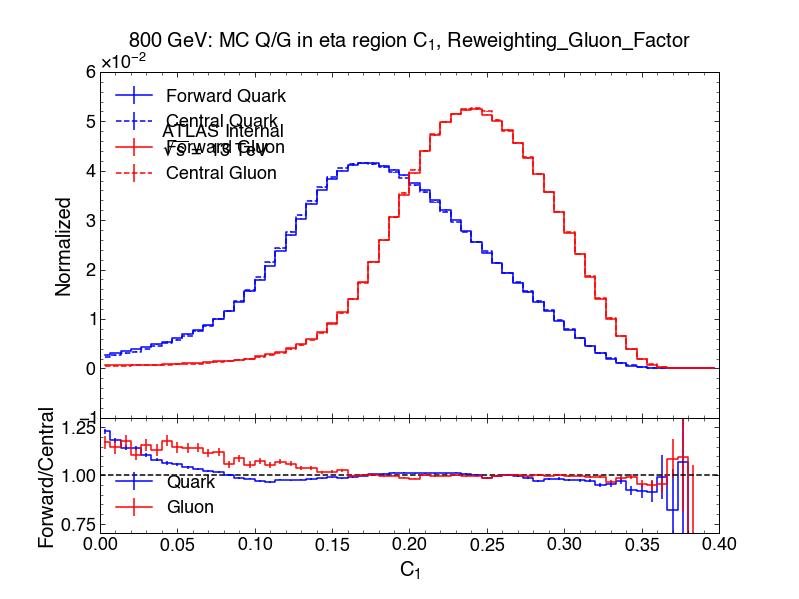 800 GeV: MC Q/G in eta region C₁, Reweighting_Gluon_Factor
×10⁻²
6
5
4
3
2
1
0
−1
Normalized
Forward Quark
Central Quark
ATLAS Internal
Forward Gluon
√s = 13 TeV
Central Gluon
1.25
1.00
0.75
Forward/Central
Quark
Gluon
0.00 0.05 0.10 0.15 0.20 0.25 0.30 0.35 0.40
C₁